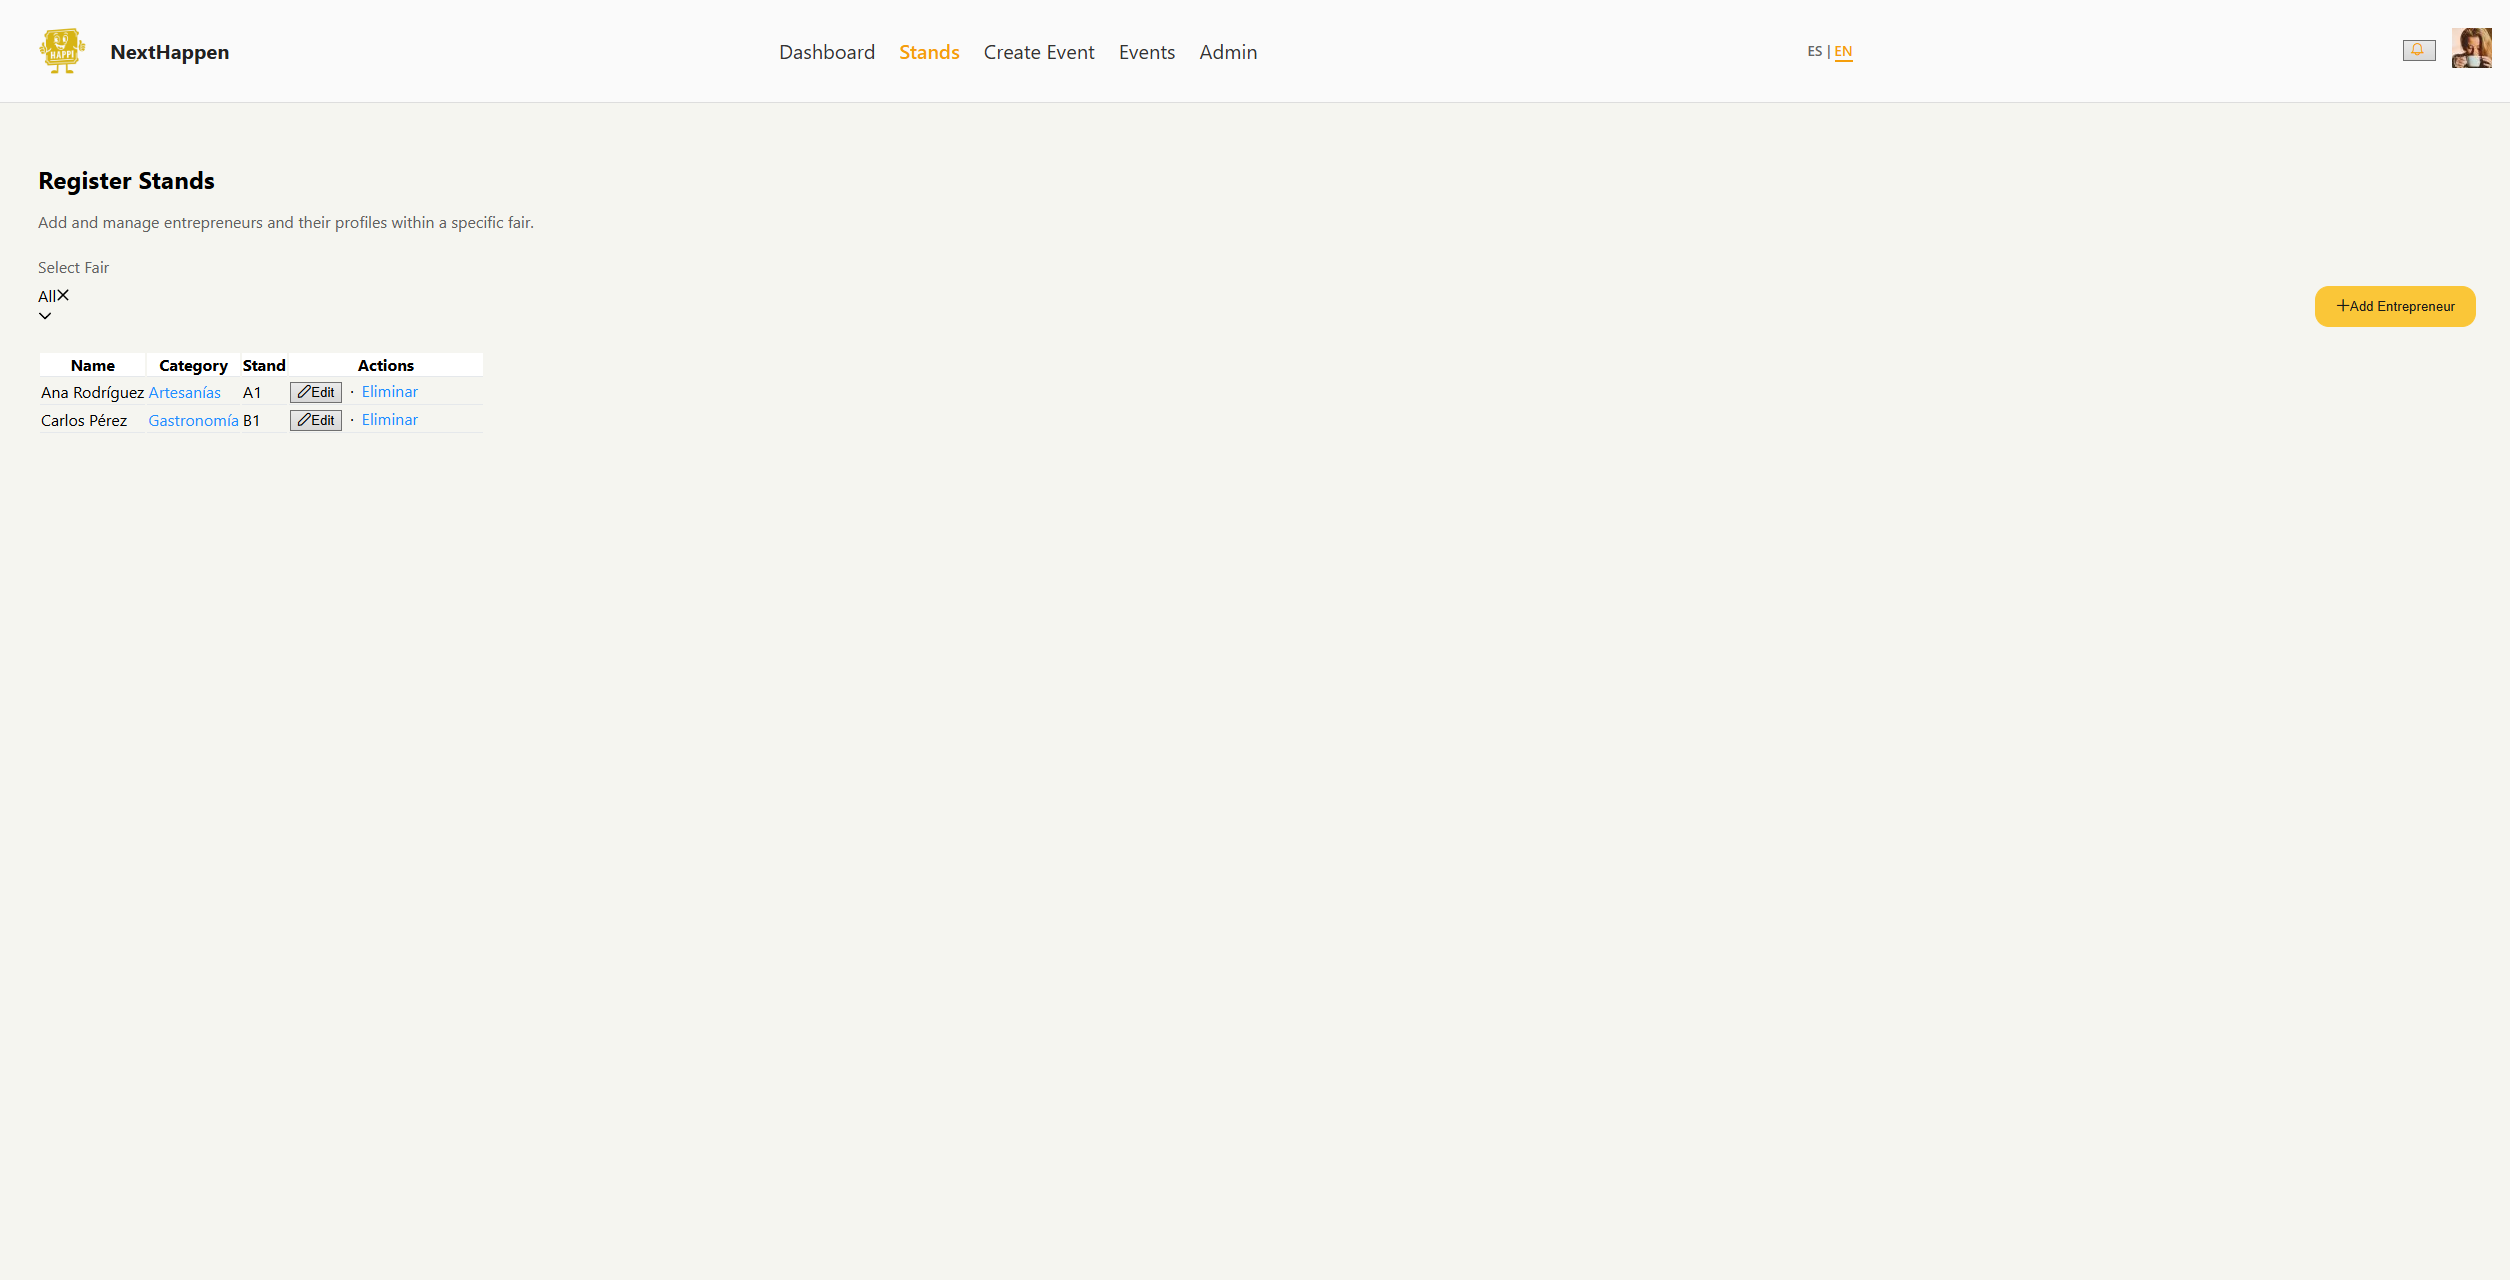 HAPPI
NextHappen
Dashboard Stands Create Event Events Admin
ES | EN
Register Stands
Add and manage entrepreneurs and their profiles within a specific fair.
Select Fair
All
Add Entrepreneur
Name Category Stand Actions
Ana Rodríguez Artesanías A1 Edit · Eliminar
Carlos Pérez Gastronomía B1 Edit · Eliminar